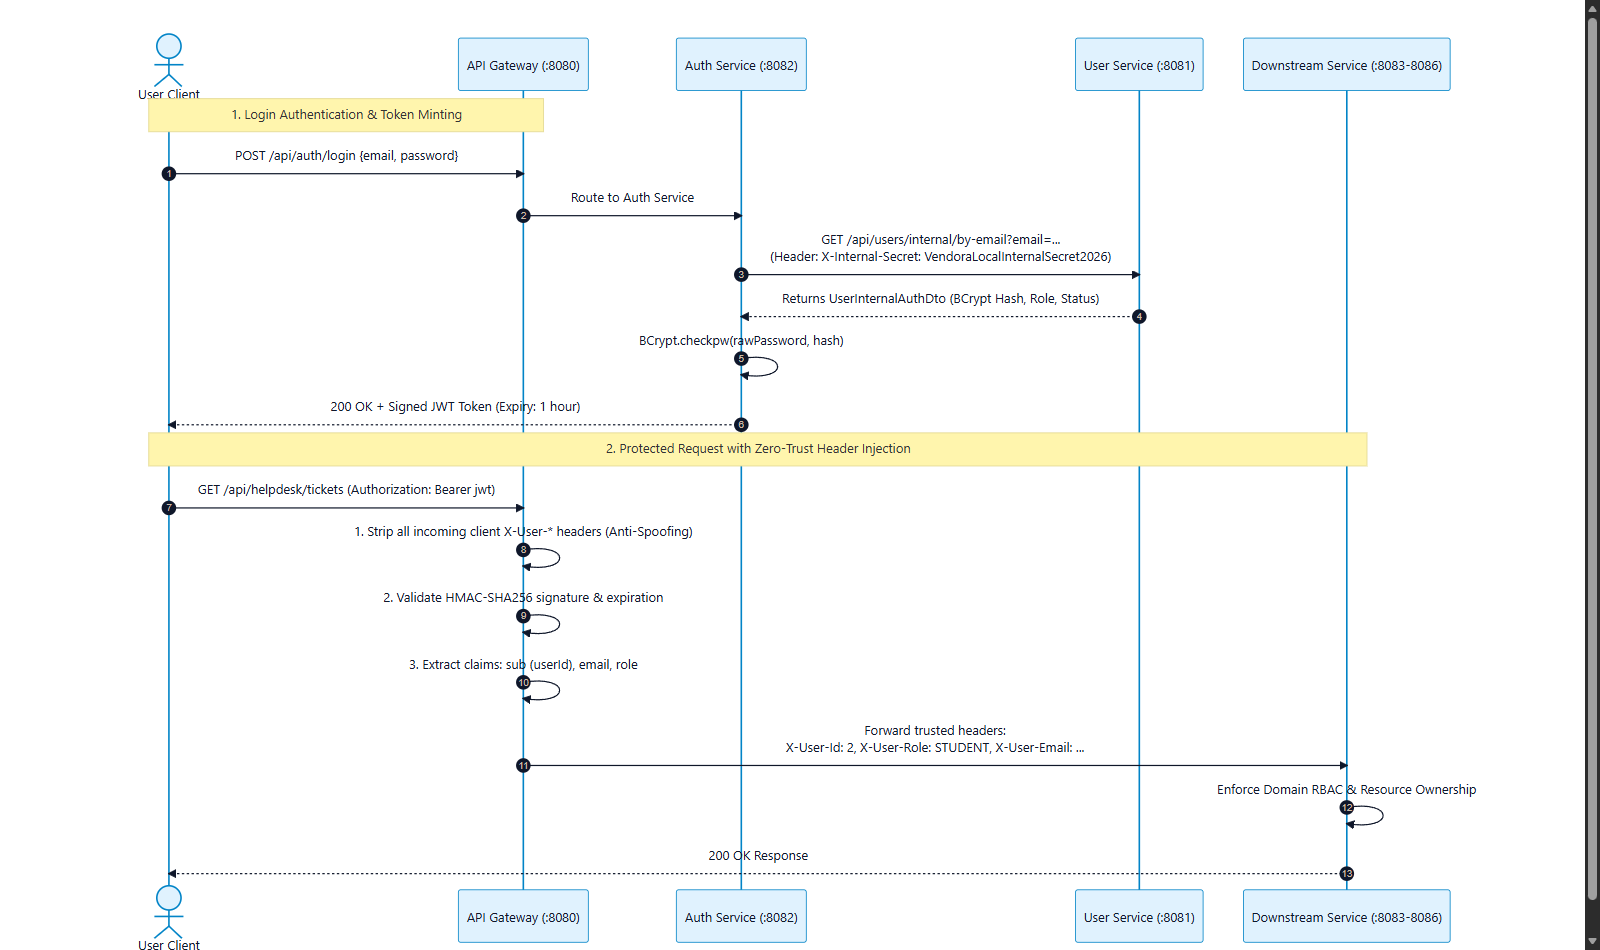 User Client
API Gateway (:8080)
Auth Service (:8082)
User Service (:8081)
Downstream Service (:8083-8086)
1. Login Authentication & Token Minting
POST /api/auth/login {email, password}
1
Route to Auth Service
2
GET /api/users/internal/by-email?email=...
(Header: X-Internal-Secret: VendoraLocalInternalSecret2026)
3
Returns UserInternalAuthDto (BCrypt Hash, Role, Status)
4
BCrypt.checkpw(rawPassword, hash)
5
200 OK + Signed JWT Token (Expiry: 1 hour)
6
2. Protected Request with Zero-Trust Header Injection
GET /api/helpdesk/tickets (Authorization: Bearer jwt)
7
1. Strip all incoming client X-User-* headers (Anti-Spoofing)
8
2. Validate HMAC-SHA256 signature & expiration
9
3. Extract claims: sub (userId), email, role
10
Forward trusted headers:
X-User-Id: 2, X-User-Role: STUDENT, X-User-Email: ...
11
Enforce Domain RBAC & Resource Ownership
12
200 OK Response
13
User Client
API Gateway (:8080)
Auth Service (:8082)
User Service (:8081)
Downstream Service (:8083-8086)